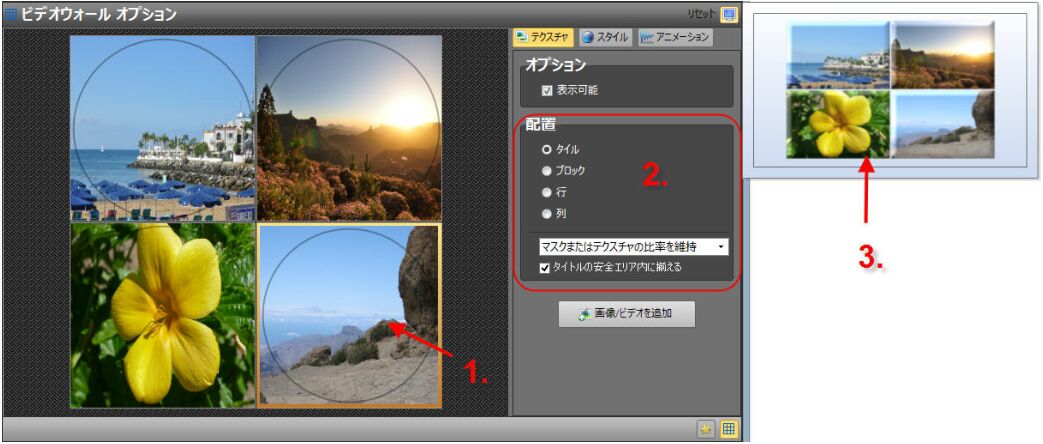 ビデオウォール オプション
リセット
テクスチャ スタイル アニメーション
オプション
表示可能
配置
タイル
ブロック
行
列
マスクまたはテクスチャの比率を維持
タイトルの安全エリア内に揃える
画像/ビデオを追加
1.
2.
3.